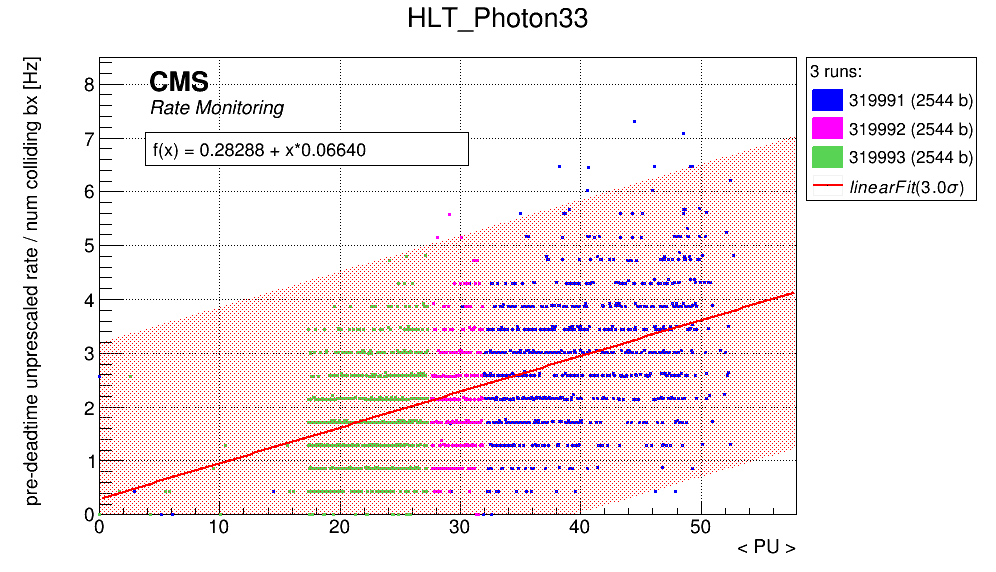 HLT_Photon33
pre-deadtime unprescaled rate / num colliding bx [Hz]
CMS
Rate Monitoring
f(x) = 0.28288 + x*0.06640
8
7
6
5
4
3
2
1
0
0 10 20 30 40 50
< PU >
3 runs:
319991 (2544 b)
319992 (2544 b)
319993 (2544 b)
linearFit(3.0σ)